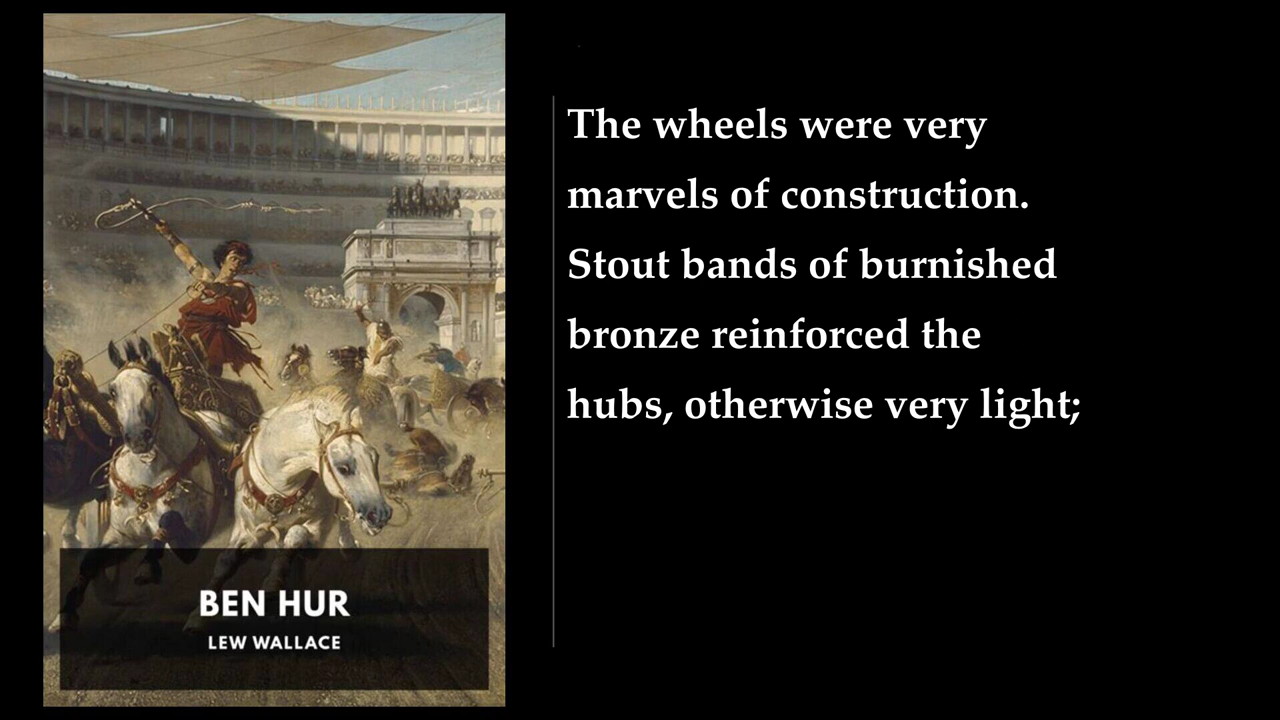 BEN HUR
LEW WALLACE
The wheels were very
marvels of construction.
Stout bands of burnished
bronze reinforced the
hubs, otherwise very light;